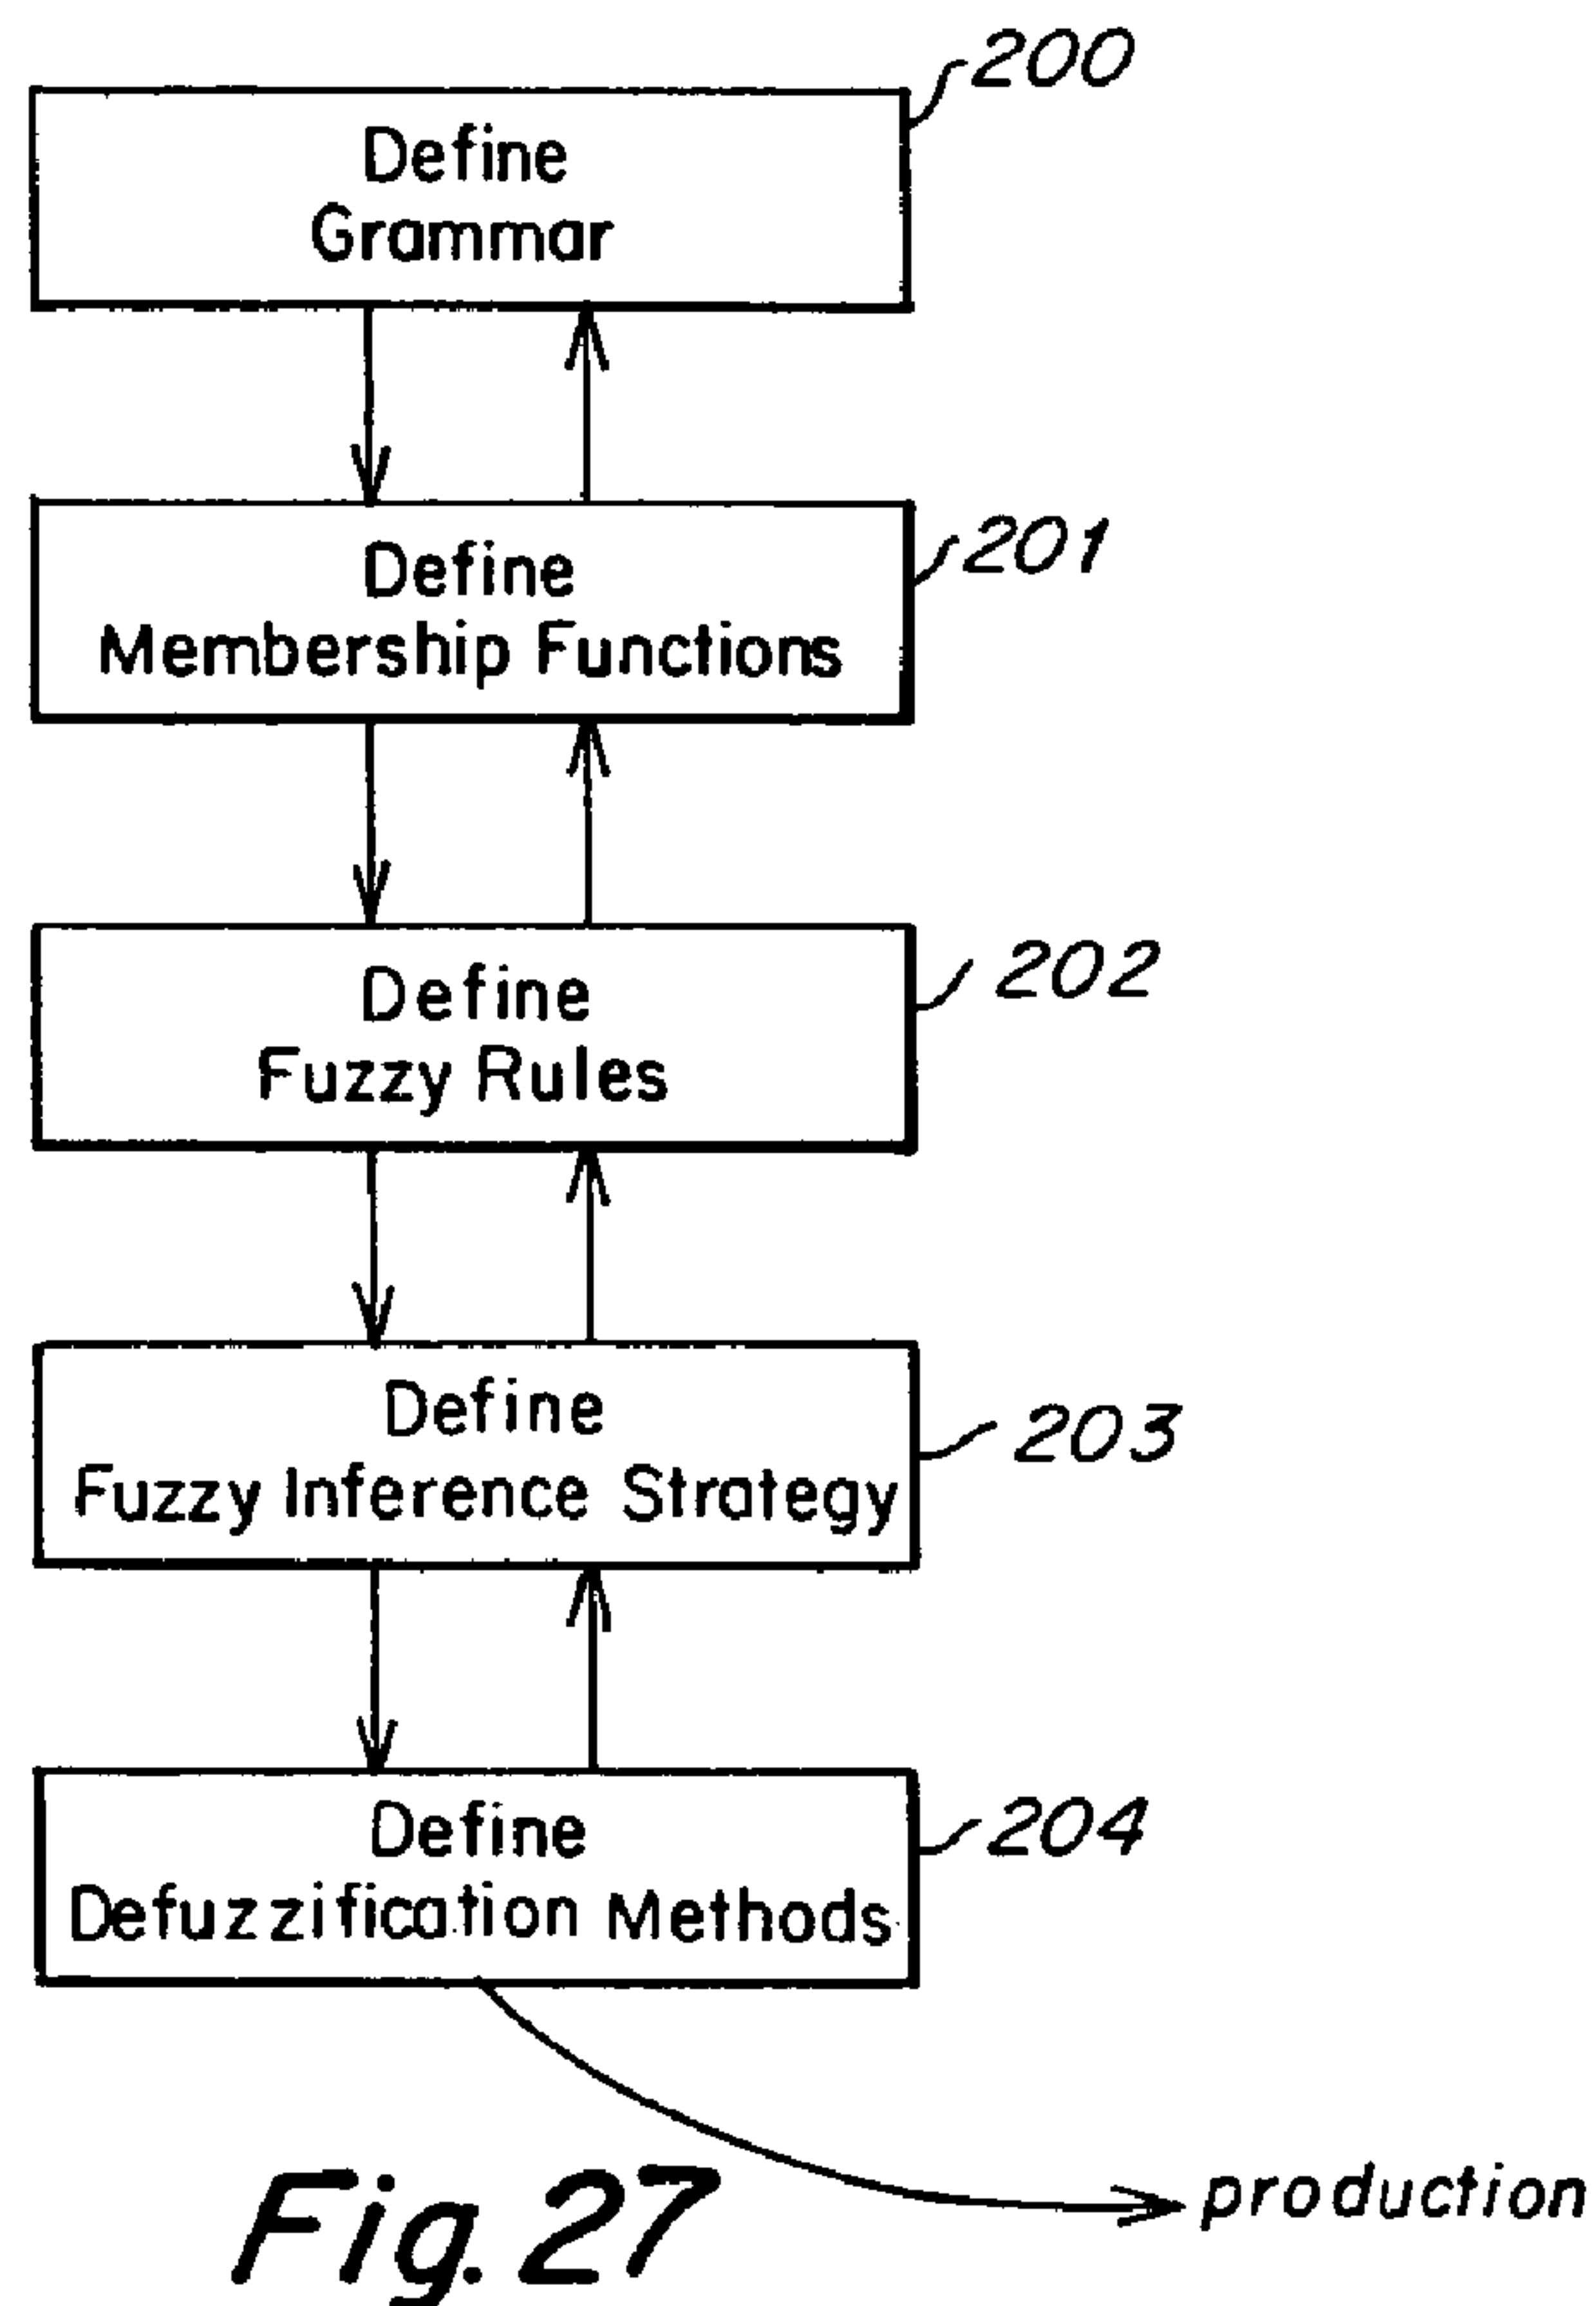 200
Define
Grammar
201
Define
Membership Functions
202
Define
Fuzzy Rules
203
Define
Fuzzy Inference Strategy
204
Define
Defuzzification Methods
production
Fig. 27